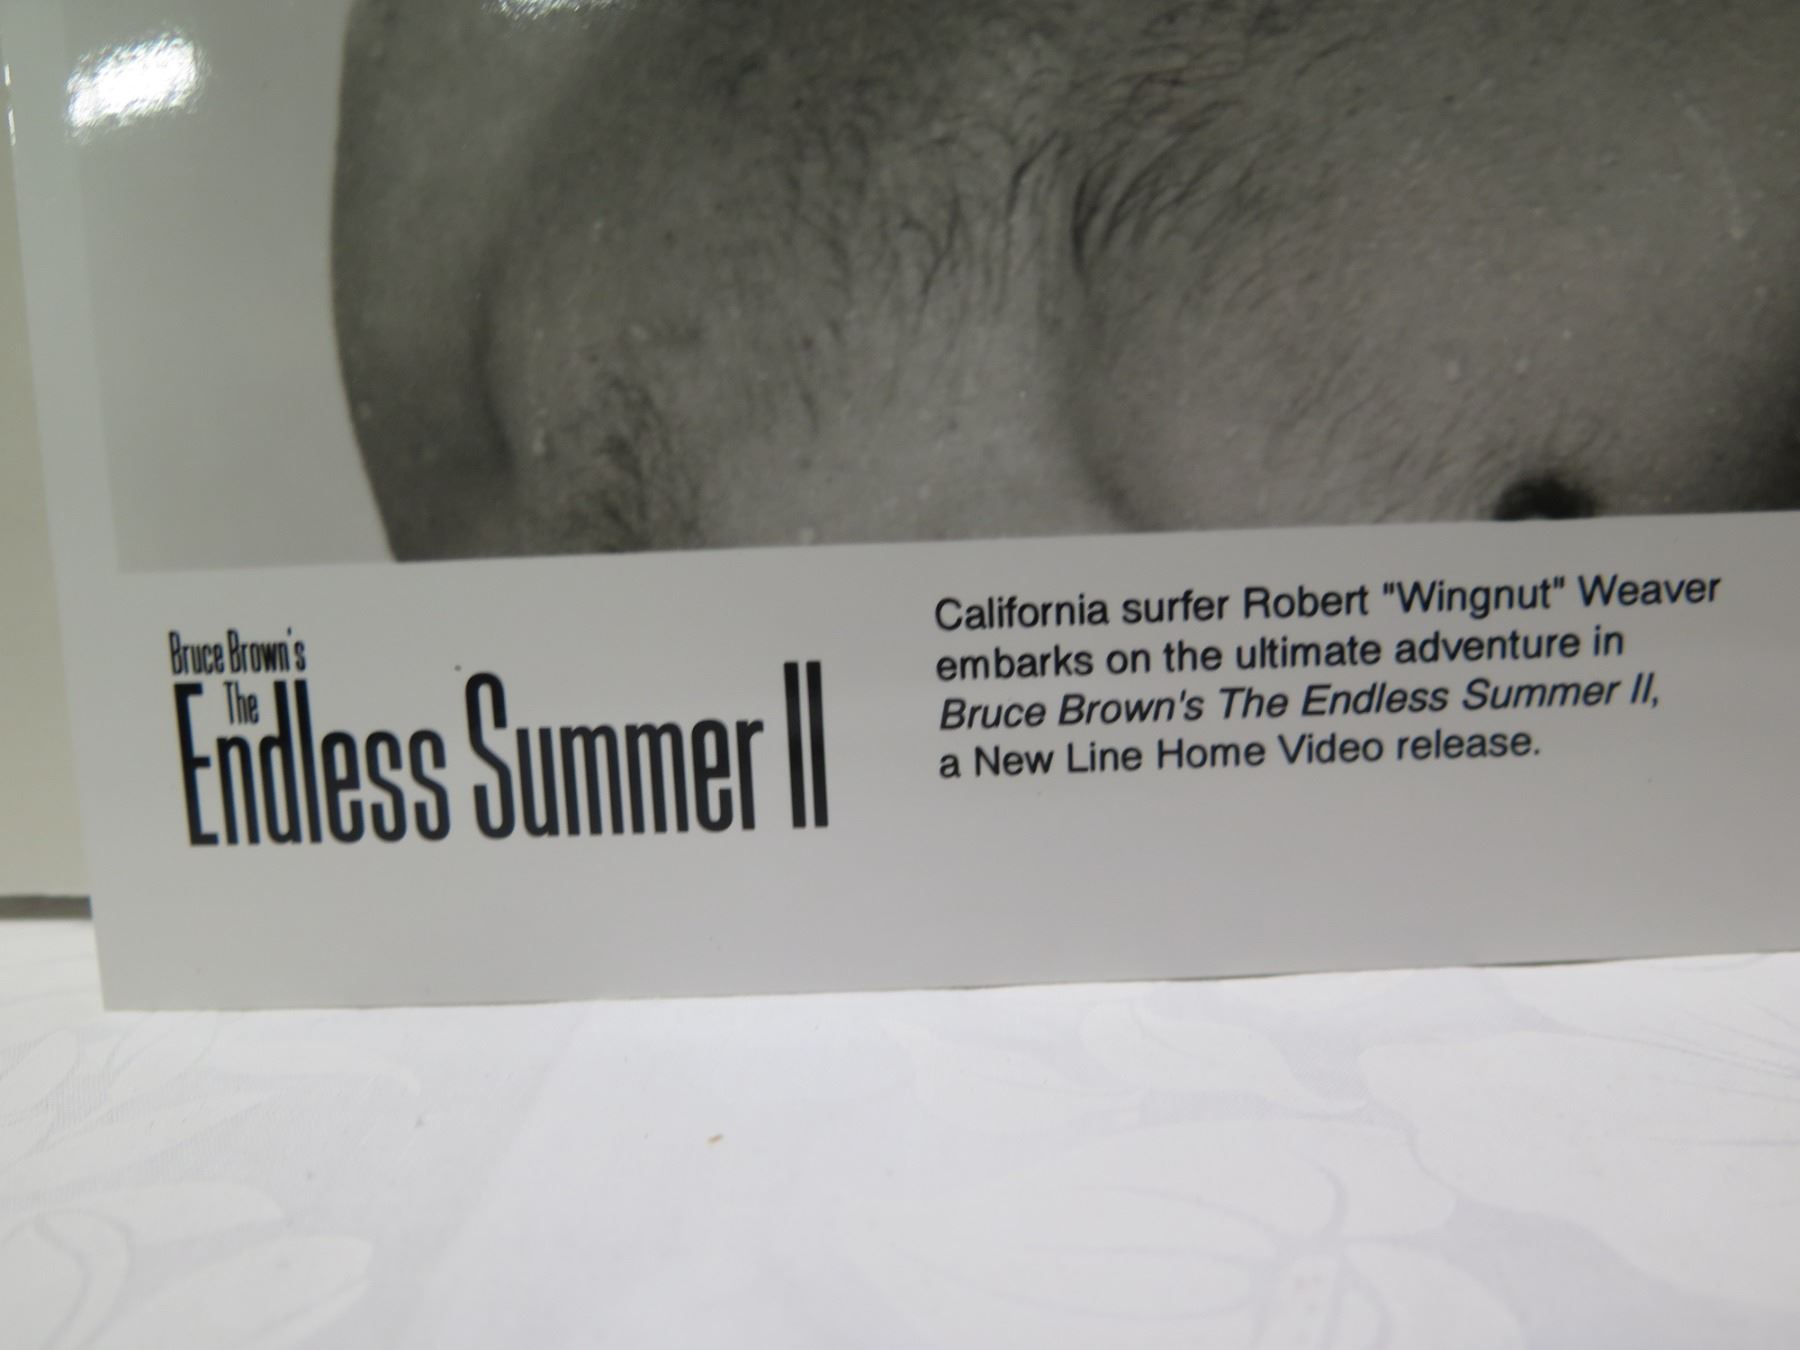 Bruce Brown's
The
Endless Summer II
California surfer Robert "Wingnut" Weaver
embarks on the ultimate adventure in
Bruce Brown's The Endless Summer II,
a New Line Home Video release.